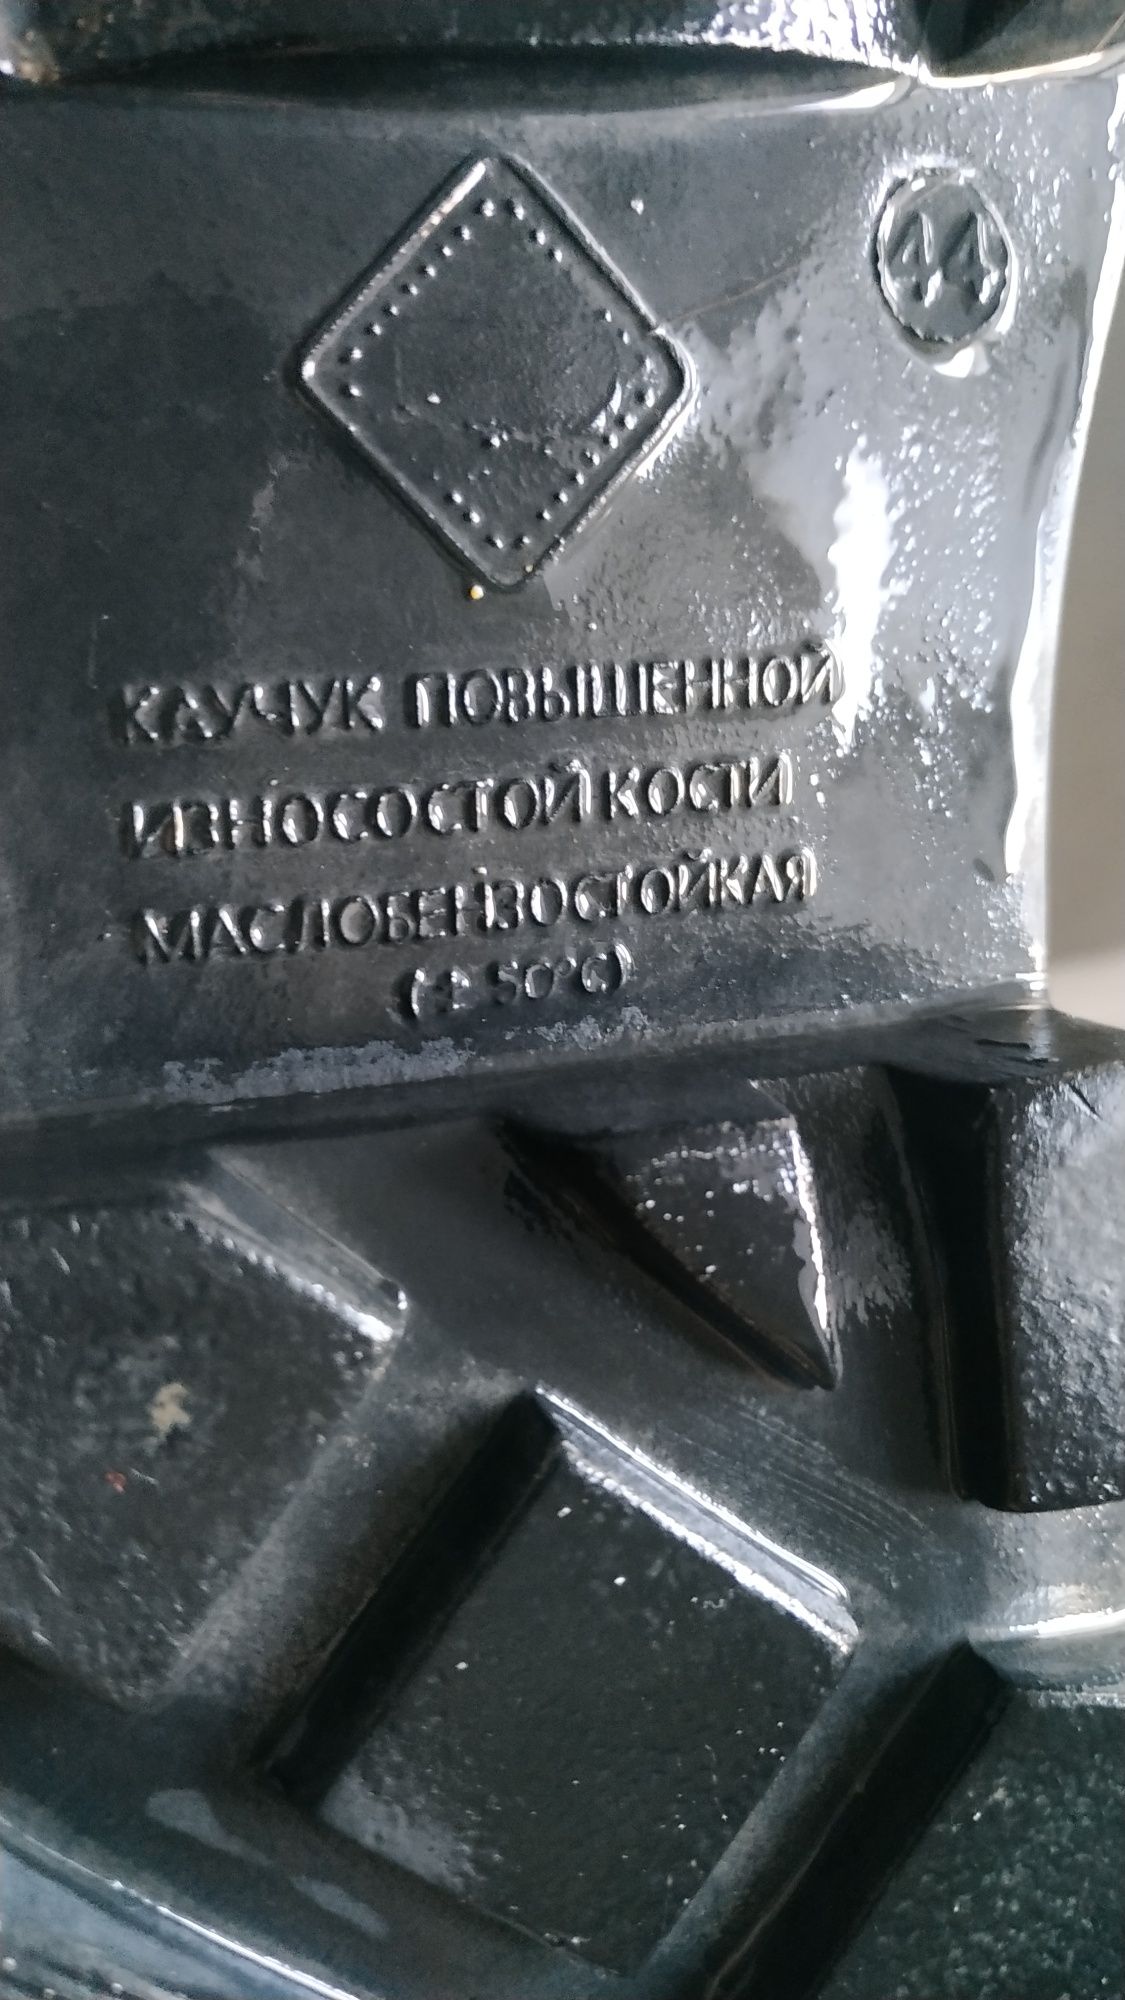 44
КАУЧУК ПОВЫШЕННОЙ
ИЗНОСОСТОЙКОСТИ
МАСЛОБЕНЗОСТОЙКАЯ
(± 50°C)